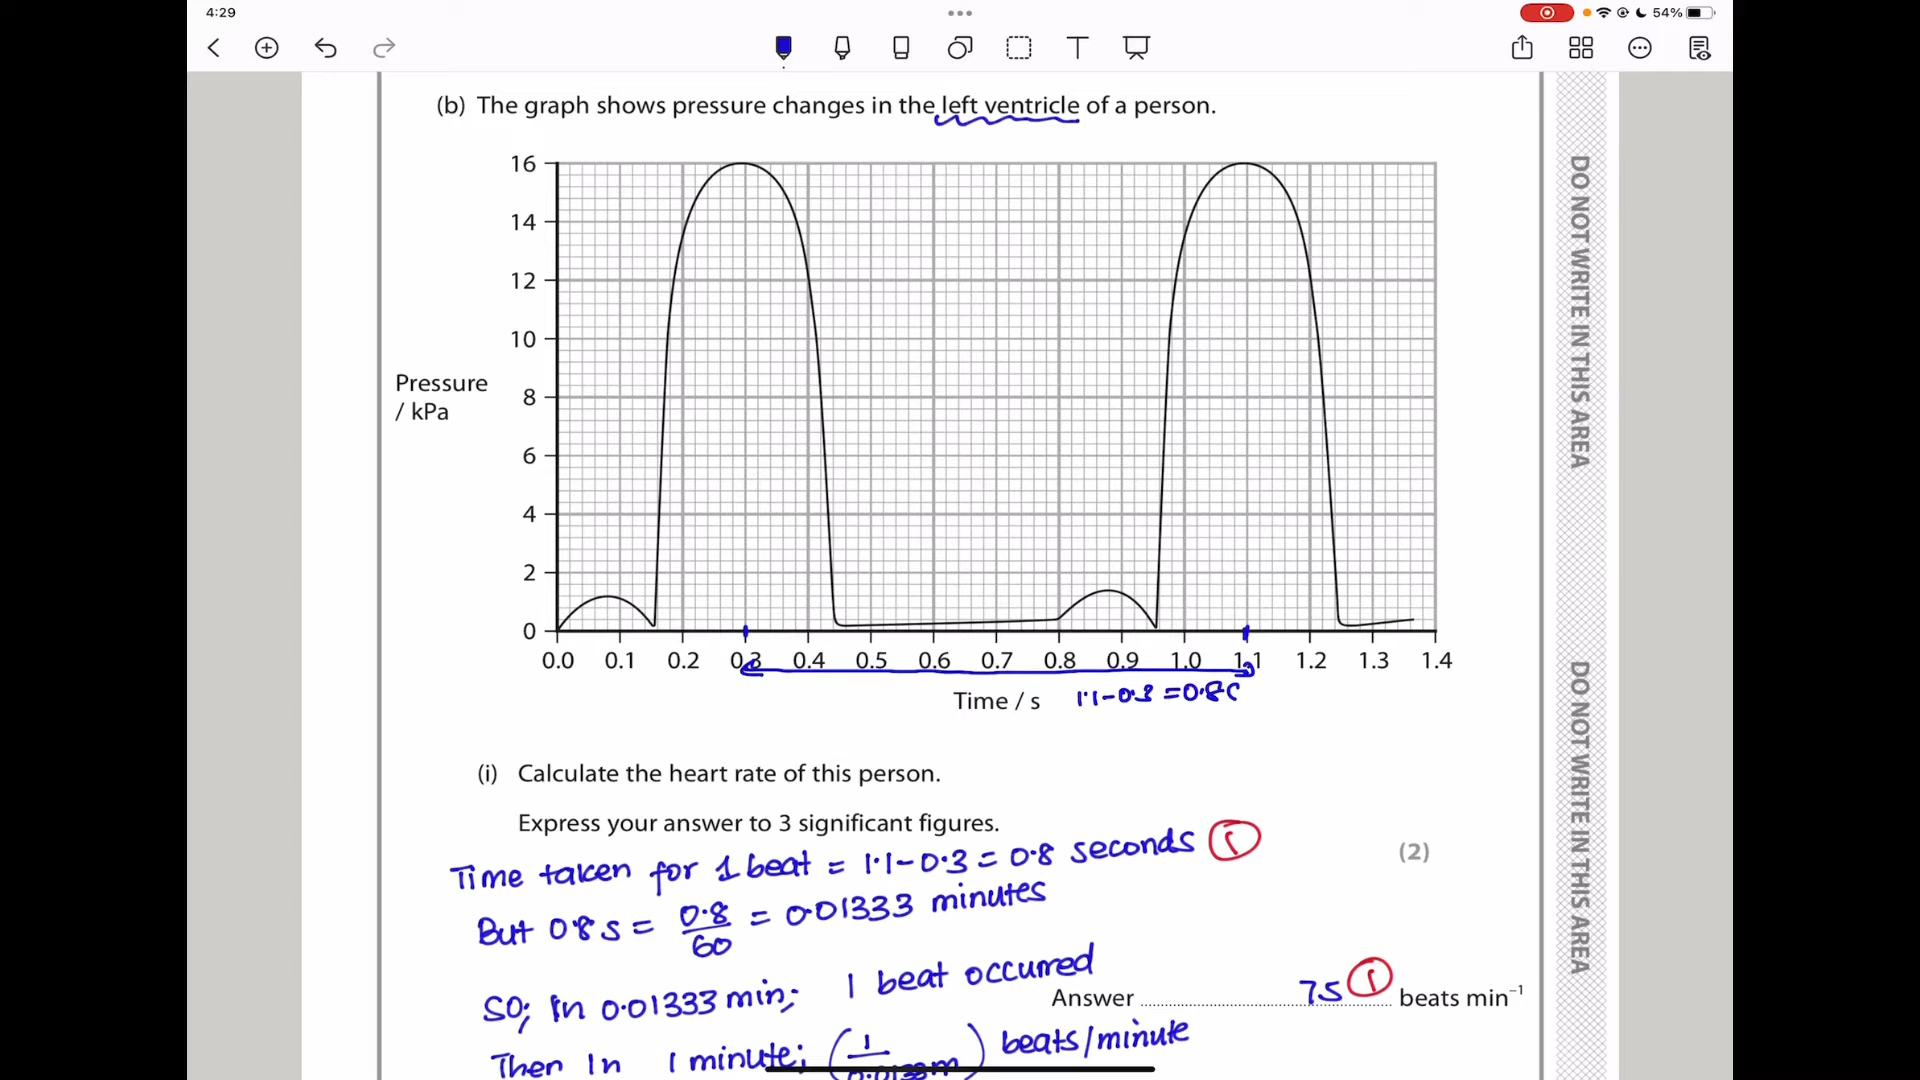 4:29
54%
(b) The graph shows pressure changes in the left ventricle of a person.
16
14
12
10
8
6
4
2
0
Pressure
/ kPa
0.0 0.1 0.2 0.3 0.4 0.5 0.6 0.7 0.8 0.9 1.0 1.1 1.2 1.3 1.4
Time / s
1.1-0.3 =0.8
(i) Calculate the heart rate of this person.
Express your answer to 3 significant figures.
(2)
Time taken for 1 beat = 1.1-0.3 = 0.8 seconds 1
But 0.8 s = 0.8/60 = 0.01333 minutes
SO; In 0.01333 min; 1 beat occurred
Answer 75 1 beats min⁻¹
Then In 1 minute; (1 beats/minute
DO NOT WRITE IN THIS AREA
DO NOT WRITE IN THIS AREA